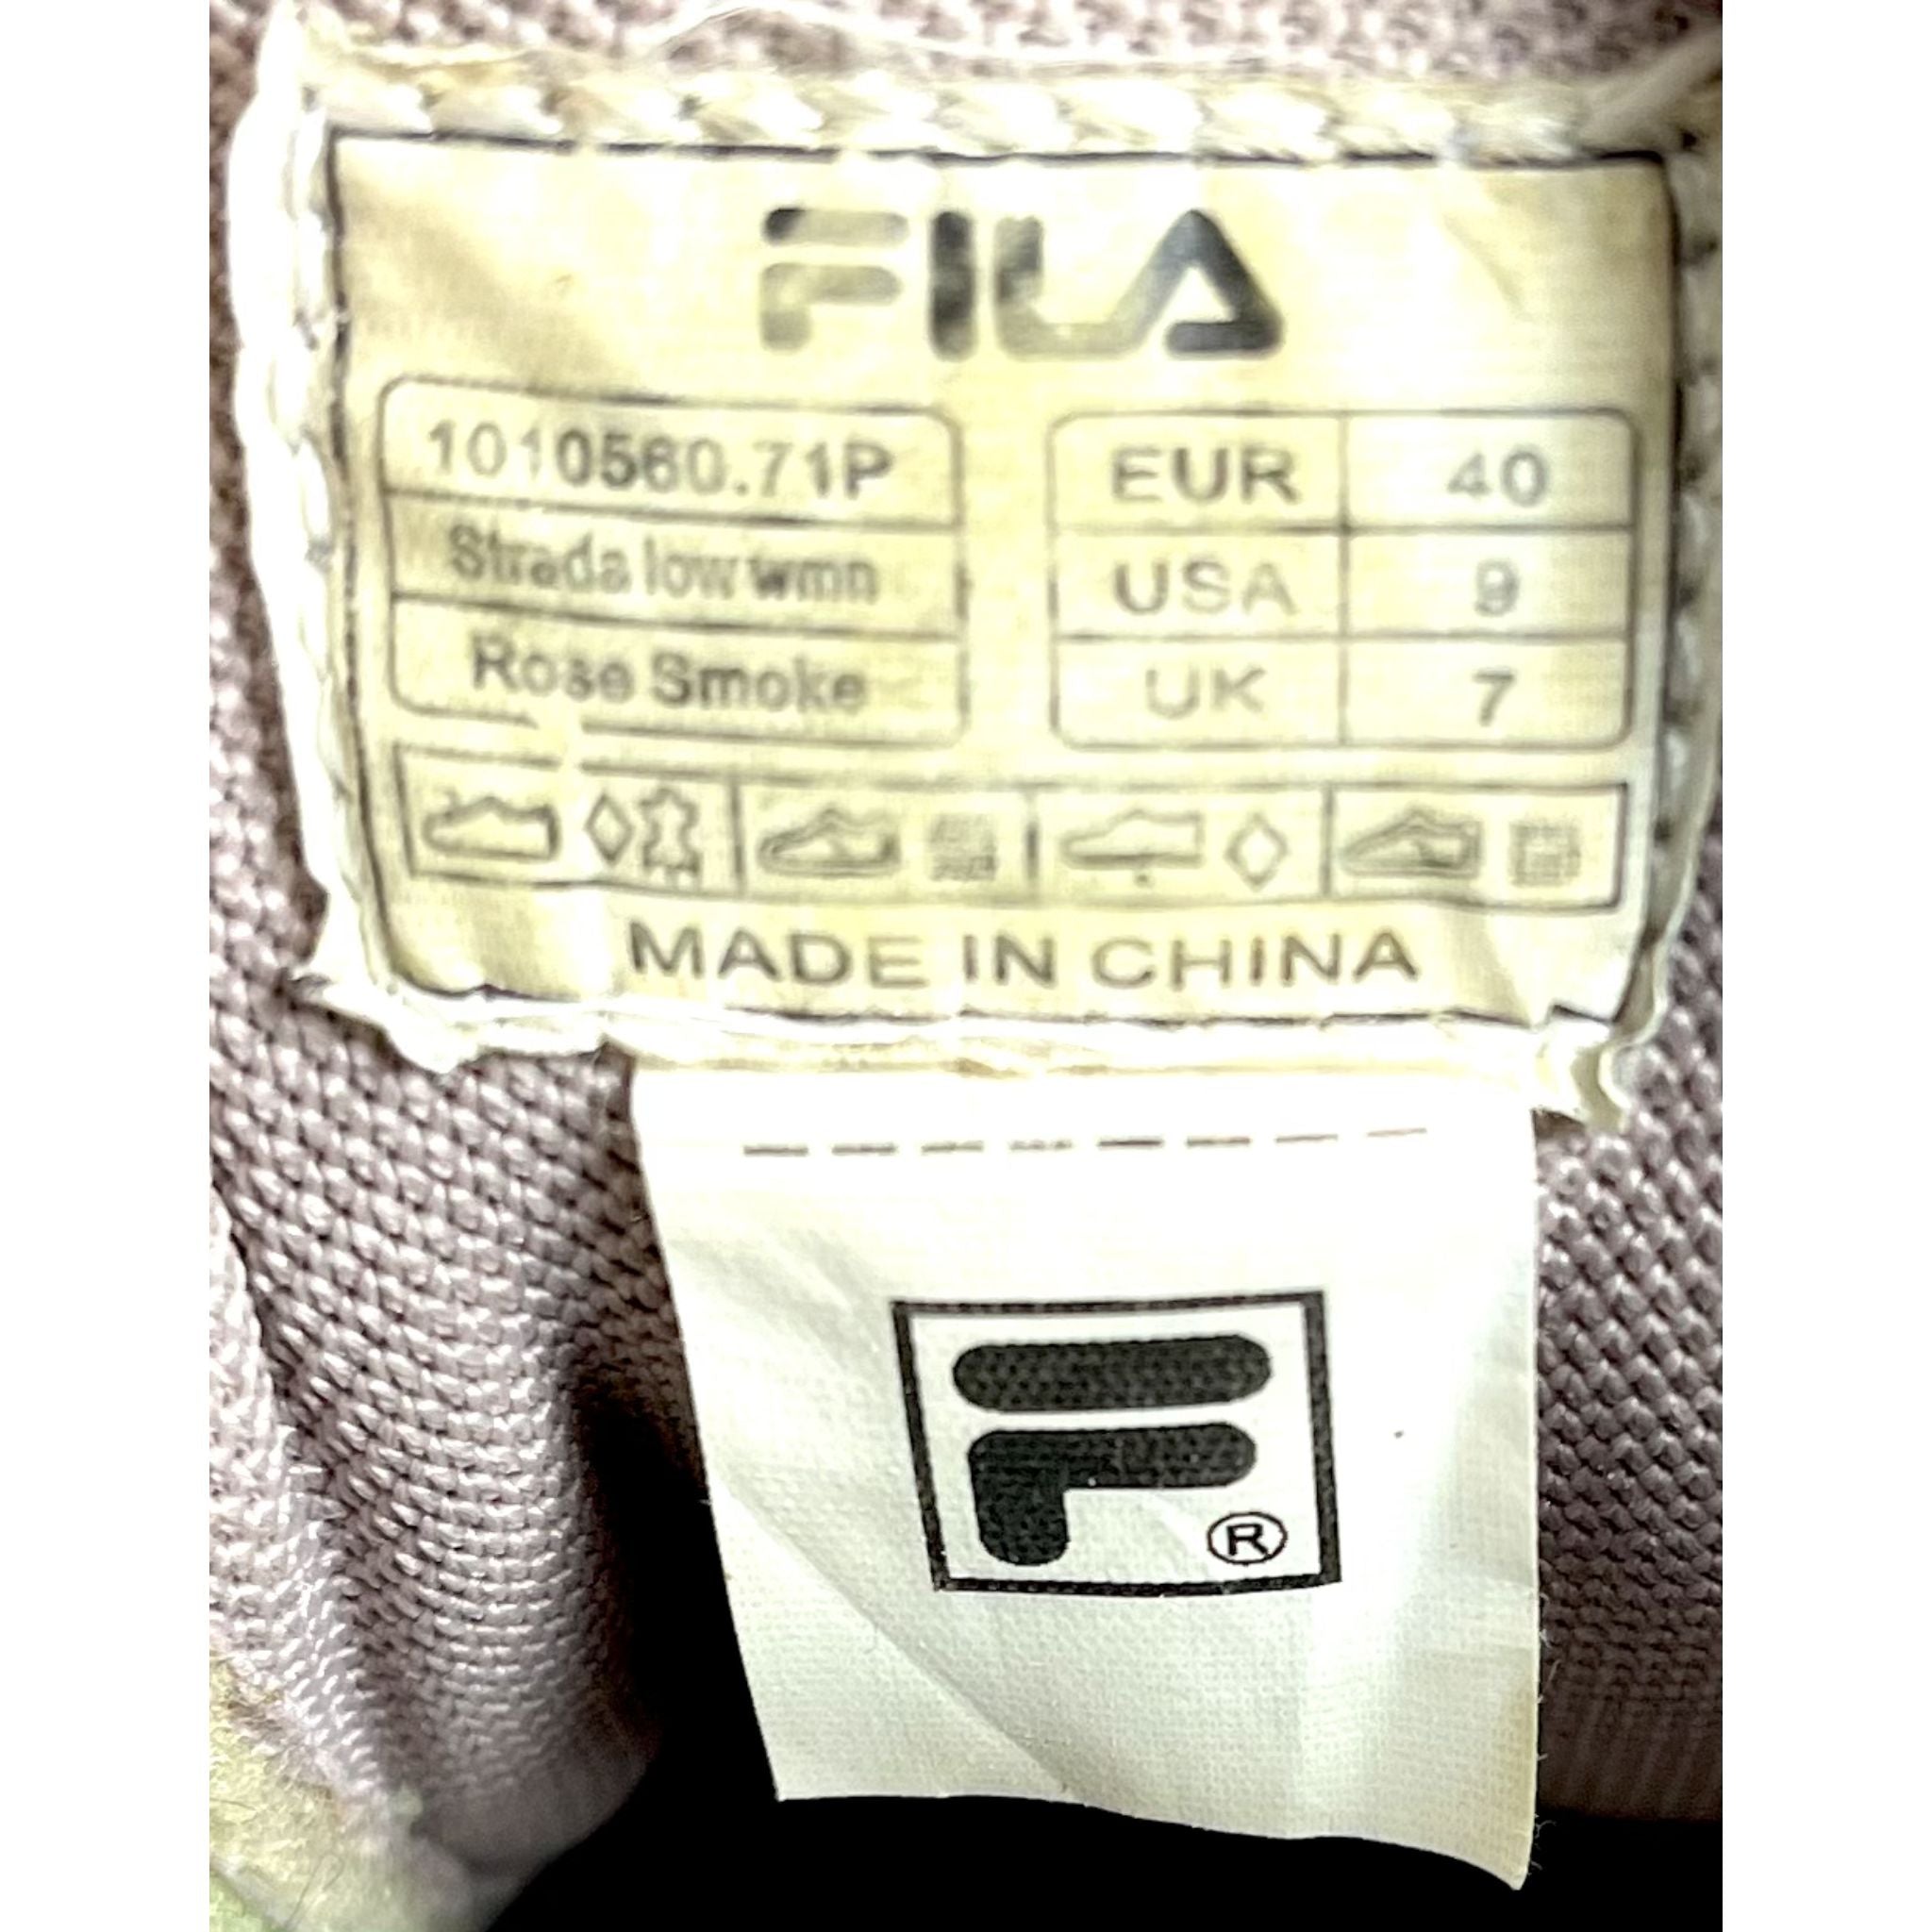 FILA
1010560.71P
Strada low wmn
Rose Smoke
EUR 40
USA 9
UK 7
MADE IN CHINA
F
®